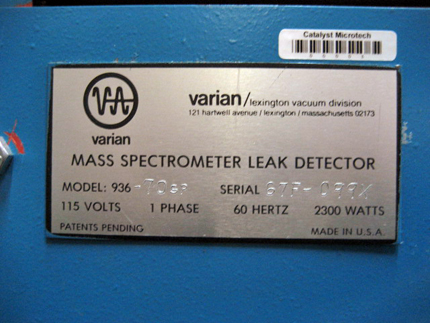 Catalyst Microtech
VA
varian
varian/lexington vacuum division
121 hartwell avenue / lexington / massachusetts 02173
MASS SPECTROMETER LEAK DETECTOR
MODEL: 936
SERIAL
115 VOLTS 1 PHASE 60 HERTZ 2300 WATTS
PATENTS PENDING
MADE IN U.S.A.